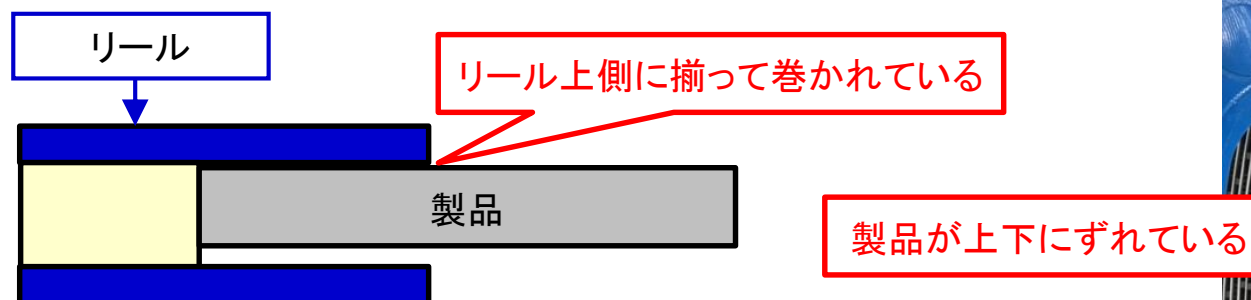 リール
リール上側に揃って巻かれている
製品
製品が上下にずれている